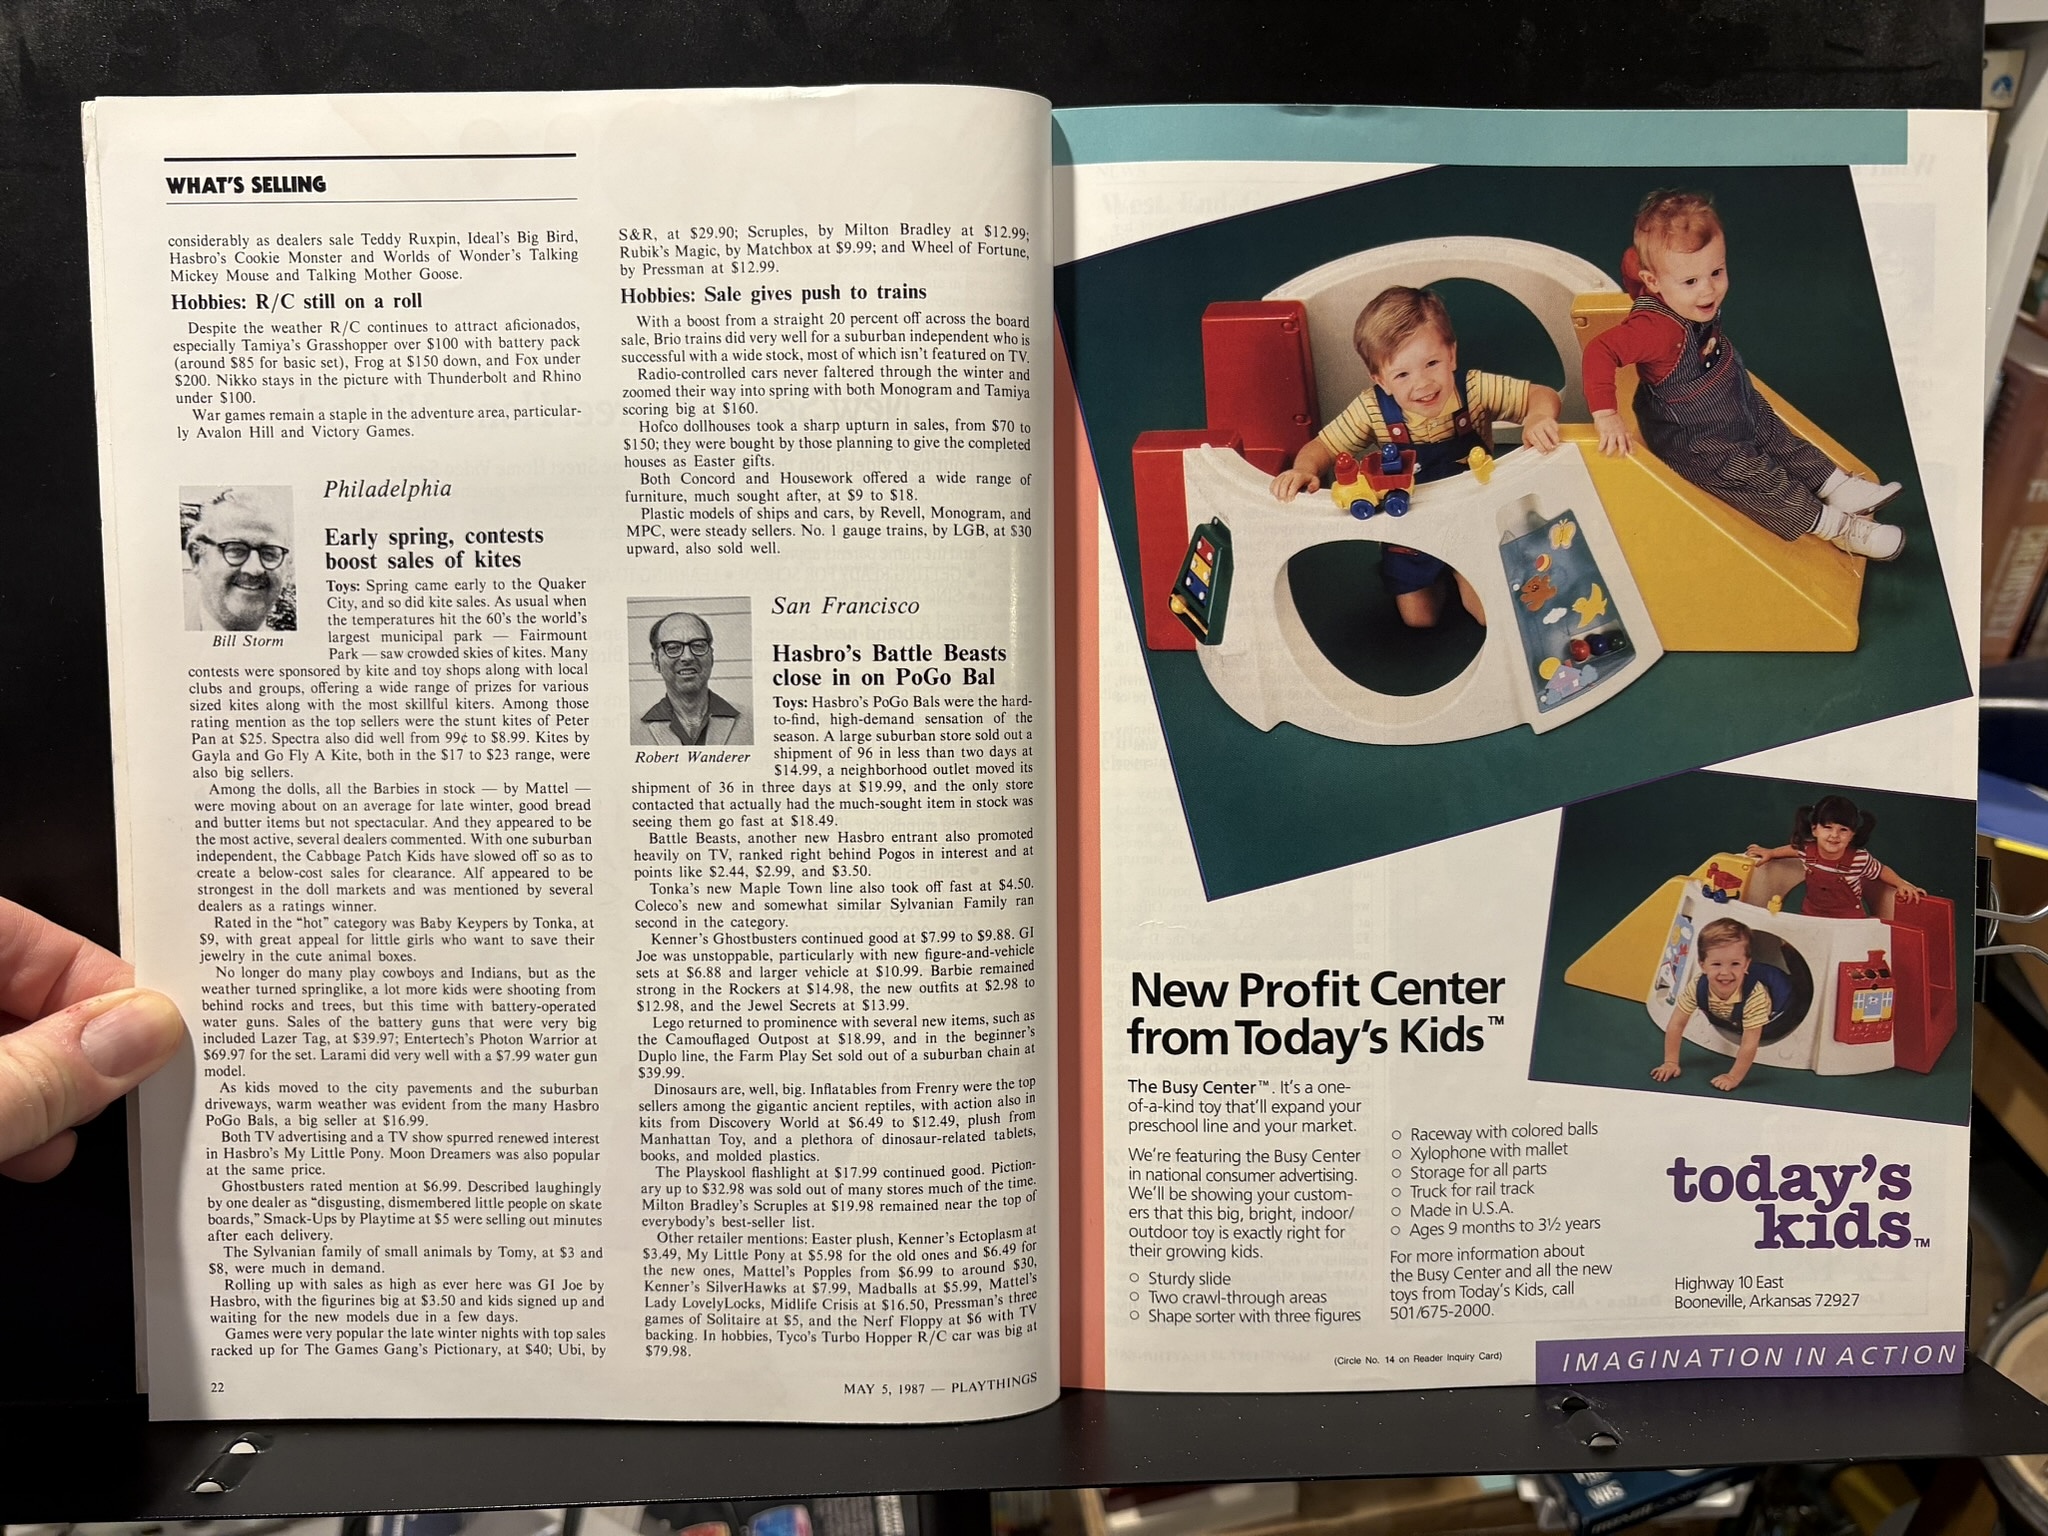 WHAT'S SELLING
considerably as dealers sale Teddy Ruxpin, Ideal's Big Bird,
Hasbro's Cookie Monster and Worlds of Wonder's Talking
Mickey Mouse and Talking Mother Goose.
Hobbies: R/C still on a roll
Despite the weather R/C continues to attract aficionados,
especially Tamiya's Grasshopper over $100 with battery pack
(around $85 for basic set), Frog at $150 down, and Fox under
$200. Nikko stays in the picture with Thunderbolt and Rhino
under $100.
War games remain a staple in the adventure area, particular-
ly Avalon Hill and Victory Games.
Philadelphia
Early spring, contests
boost sales of kites
Bill Storm
Toys: Spring came early to the Quaker
City, and so did kite sales. As usual when
the temperatures hit the 60's the world's
largest municipal park — Fairmount
Park — saw crowded skies of kites. Many
contests were sponsored by kite and toy shops along with local
clubs and groups, offering a wide range of prizes for various
sized kites along with the most skillful kiters. Among those
rating mention as the top sellers were the stunt kites of Peter
Pan at $25. Spectra also did well from 99¢ to $8.99. Kites by
Gayla and Go Fly A Kite, both in the $17 to $23 range, were
also big sellers.
Among the dolls, all the Barbies in stock — by Mattel —
were moving about on an average for late winter, good bread
and butter items but not spectacular. And they appeared to be
the most active, several dealers commented. With one suburban
independent, the Cabbage Patch Kids have slowed off so as to
create a below-cost sales for clearance. Alf appeared to be
strongest in the doll markets and was mentioned by several
dealers as a ratings winner.
Rated in the "hot" category was Baby Keypers by Tonka, at
$9, with great appeal for little girls who want to save their
jewelry in the cute animal boxes.
No longer do many play cowboys and Indians, but as the
weather turned springlike, a lot more kids were shooting from
behind rocks and trees, but this time with battery-operated
water guns. Sales of the battery guns that were very big
included Lazer Tag, at $39.97; Entertech's Photon Warrior at
$69.97 for the set. Larami did very well with a $7.99 water gun
model.
As kids moved to the city pavements and the suburban
driveways, warm weather was evident from the many Hasbro
PoGo Bals, a big seller at $16.99.
Both TV advertising and a TV show spurred renewed interest
in Hasbro's My Little Pony. Moon Dreamers was also popular
at the same price.
Ghostbusters rated mention at $6.99. Described laughingly
by one dealer as "disgusting, dismembered little people on skate
boards," Smack-Ups by Playtime at $5 were selling out minutes
after each delivery.
The Sylvanian family of small animals by Tomy, at $3 and
$8, were much in demand.
Rolling up with sales as high as ever here was GI Joe by
Hasbro, with the figurines big at $3.50 and kids signed up and
waiting for the new models due in a few days.
Games were very popular the late winter nights with top sales
racked up for The Games Gang's Pictionary, at $40; Ubi, by
S&R, at $29.90; Scruples, by Milton Bradley at $12.99;
Rubik's Magic, by Matchbox at $9.99; and Wheel of Fortune,
by Pressman at $12.99.
Hobbies: Sale gives push to trains
With a boost from a straight 20 percent off across the board
sale, Brio trains did very well for a suburban independent who is
successful with a wide stock, most of which isn't featured on TV.
Radio-controlled cars never faltered through the winter and
zoomed their way into spring with both Monogram and Tamiya
scoring big at $160.
Hofco dollhouses took a sharp upturn in sales, from $70 to
$150; they were bought by those planning to give the completed
houses as Easter gifts.
Both Concord and Housework offered a wide range of
furniture, much sought after, at $9 to $18.
Plastic models of ships and cars, by Revell, Monogram, and
MPC, were steady sellers. No. 1 gauge trains, by LGB, at $30
upward, also sold well.
San Francisco
Hasbro's Battle Beasts
close in on PoGo Bal
Robert Wanderer
Toys: Hasbro's PoGo Bals were the hard-
to-find, high-demand sensation of the
season. A large suburban store sold out a
shipment of 96 in less than two days at
$14.99, a neighborhood outlet moved its
shipment of 36 in three days at $19.99, and the only store
contacted that actually had the much-sought item in stock was
seeing them go fast at $18.49.
Battle Beasts, another new Hasbro entrant also promoted
heavily on TV, ranked right behind Pogos in interest and at
points like $2.44, $2.99, and $3.50.
Tonka's new Maple Town line also took off fast at $4.50.
Coleco's new and somewhat similar Sylvanian Family ran
second in the category.
Kenner's Ghostbusters continued good at $7.99 to $9.88. GI
Joe was unstoppable, particularly with new figure-and-vehicle
sets at $6.88 and larger vehicle at $10.99. Barbie remained
strong in the Rockers at $14.98, the new outfits at $2.98 to
$12.98, and the Jewel Secrets at $13.99.
Lego returned to prominence with several new items, such as
the Camouflaged Outpost at $18.99, and in the beginner's
Duplo line, the Farm Play Set sold out of a suburban chain at
$39.99.
Dinosaurs are, well, big. Inflatables from Frenry were the top
sellers among the gigantic ancient reptiles, with action also in
kits from Discovery World at $6.49 to $12.49, plush from
Manhattan Toy, and a plethora of dinosaur-related tablets,
books, and molded plastics.
The Playskool flashlight at $17.99 continued good. Piction-
ary up to $32.98 was sold out of many stores much of the time.
Milton Bradley's Scruples at $19.98 remained near the top of
everybody's best-seller list.
Other retailer mentions: Easter plush, Kenner's Ectoplasm at
$3.49, My Little Pony at $5.98 for the old ones and $6.49 for
the new ones, Mattel's Popples from $6.99 to around $30,
Kenner's SilverHawks at $7.99, Madballs at $5.99, Mattel's
Lady LovelyLocks, Midlife Crisis at $16.50, Pressman's three
games of Solitaire at $5, and the Nerf Floppy at $6 with TV
backing. In hobbies, Tyco's Turbo Hopper R/C car was big at
$79.98.
22
MAY 5, 1987 — PLAYTHINGS
New Profit Center
from Today's Kids™
The Busy Center™. It's a one-
of-a-kind toy that'll expand your
preschool line and your market.
We're featuring the Busy Center
in national consumer advertising.
We'll be showing your custom-
ers that this big, bright, indoor/
outdoor toy is exactly right for
their growing kids.
○ Sturdy slide
○ Two crawl-through areas
○ Shape sorter with three figures
○ Raceway with colored balls
○ Xylophone with mallet
○ Storage for all parts
○ Truck for rail track
○ Made in U.S.A.
○ Ages 9 months to 3½ years
For more information about
the Busy Center and all the new
toys from Today's Kids, call
501/675-2000.
today's
kids™
Highway 10 East
Booneville, Arkansas 72927
(Circle No. 14 on Reader Inquiry Card)
IMAGINATION IN ACTION